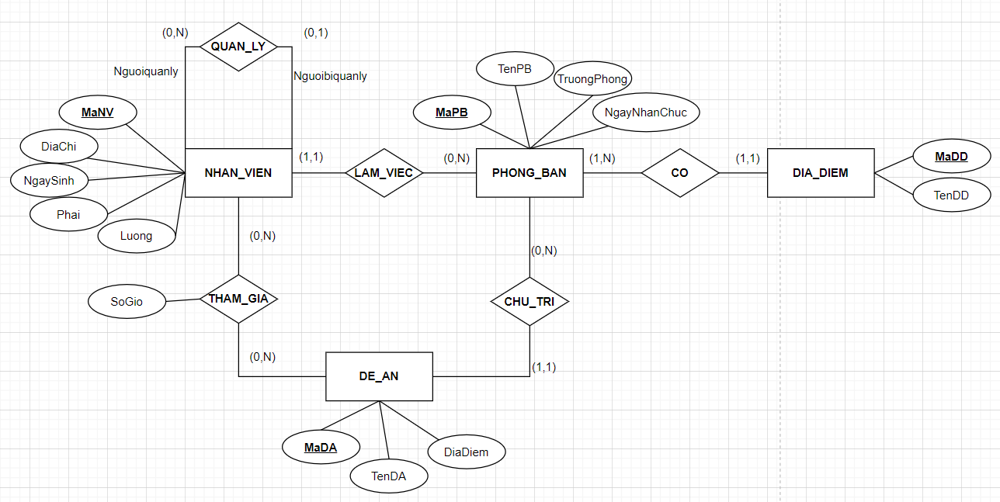 (0,N)
QUAN_LY
(0,1)
Nguoiquanly
Nguoibiquanly
MaNV
DiaChi
NgaySinh
Phai
Luong
NHAN_VIEN
(1,1)
LAM_VIEC
(0,N)
TenPB
TruongPhong
MaPB
NgayNhanChuc
PHONG_BAN
(1,N)
CO
(1,1)
DIA_DIEM
MaDD
TenDD
(0,N)
(0,N)
SoGio
THAM_GIA
CHU_TRI
(0,N)
(1,1)
DE_AN
MaDA
TenDA
DiaDiem